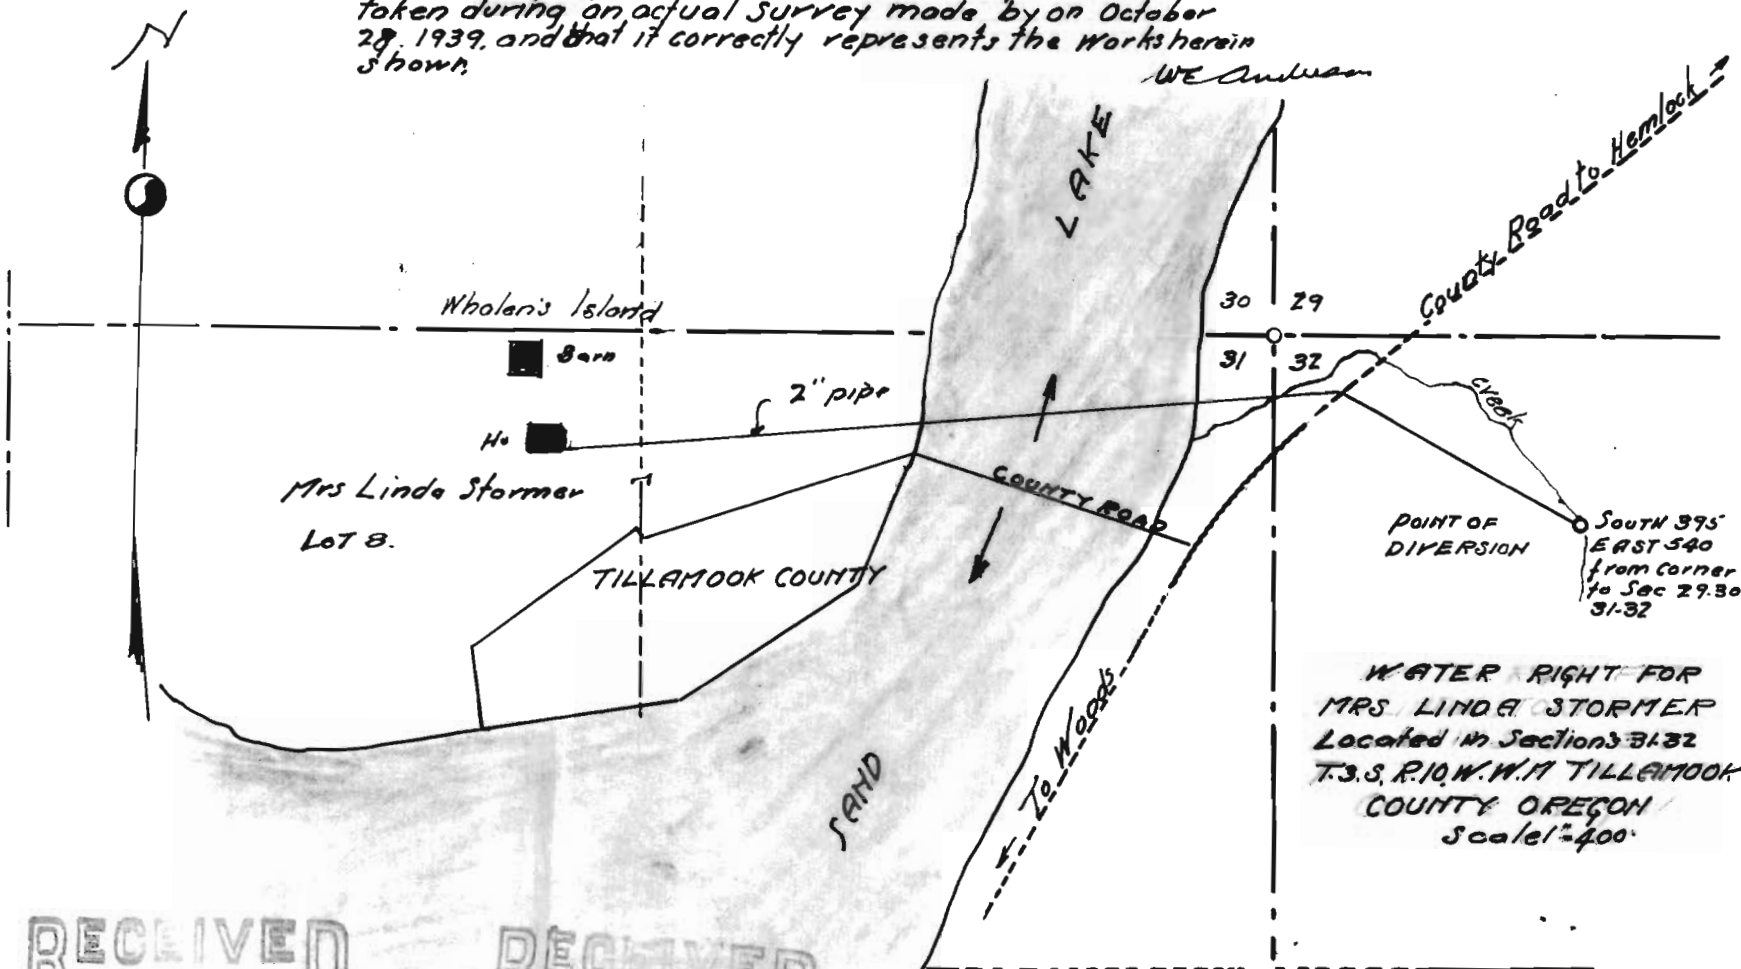 taken during an actual Survey made by on October
28, 1939, and that it correctly represents the Works herein
shown.
WE Anderson
LAKE
County Road to Hemlock
Whalen's Island
30 29
31 32
Barn
2" pipe
Creek
Ho
Mrs Linda Stormer
LOT 8.
COUNTY ROAD
POINT OF
DIVERSION
SOUTH 395
EAST 540
from Corner
to Sec 29.30
31-32
TILLAMOOK COUNTY
To Woods
SAND
WATER RIGHT FOR
MRS LINDA STORMER
Located in Sections 31-32
T.3.S, R.10, W.W.M TILLAMOOK
COUNTY OREGON
Scale 1"=400'
RECEIVED
RECEIVED